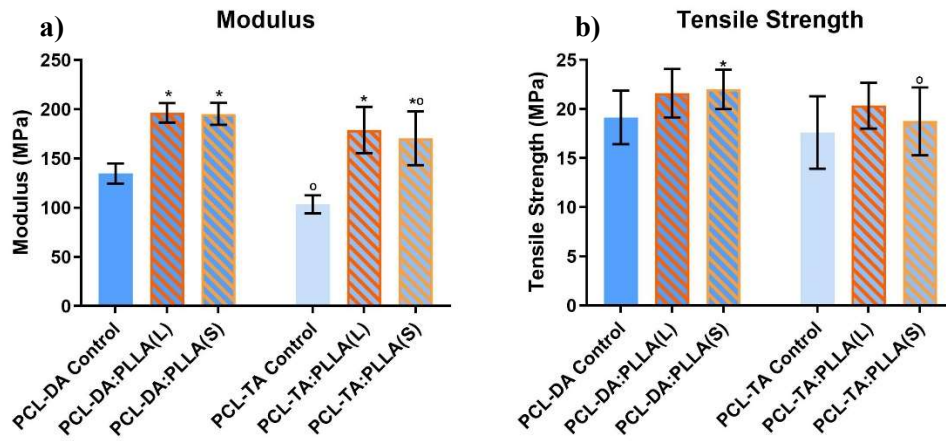 a)
Modulus
Modulus (MPa)
250
200
150
100
50
0
* * o * *o
PCL-DA Control
PCL-DA:PLLA(L)
PCL-DA:PLLA(S)
PCL-TA Control
PCL-TA:PLLA(L)
PCL-TA:PLLA(S)
b)
Tensile Strength
Tensile Strength (MPa)
25
20
15
10
5
0
* o
PCL-DA Control
PCL-DA:PLLA(L)
PCL-DA:PLLA(S)
PCL-TA Control
PCL-TA:PLLA(L)
PCL-TA:PLLA(S)